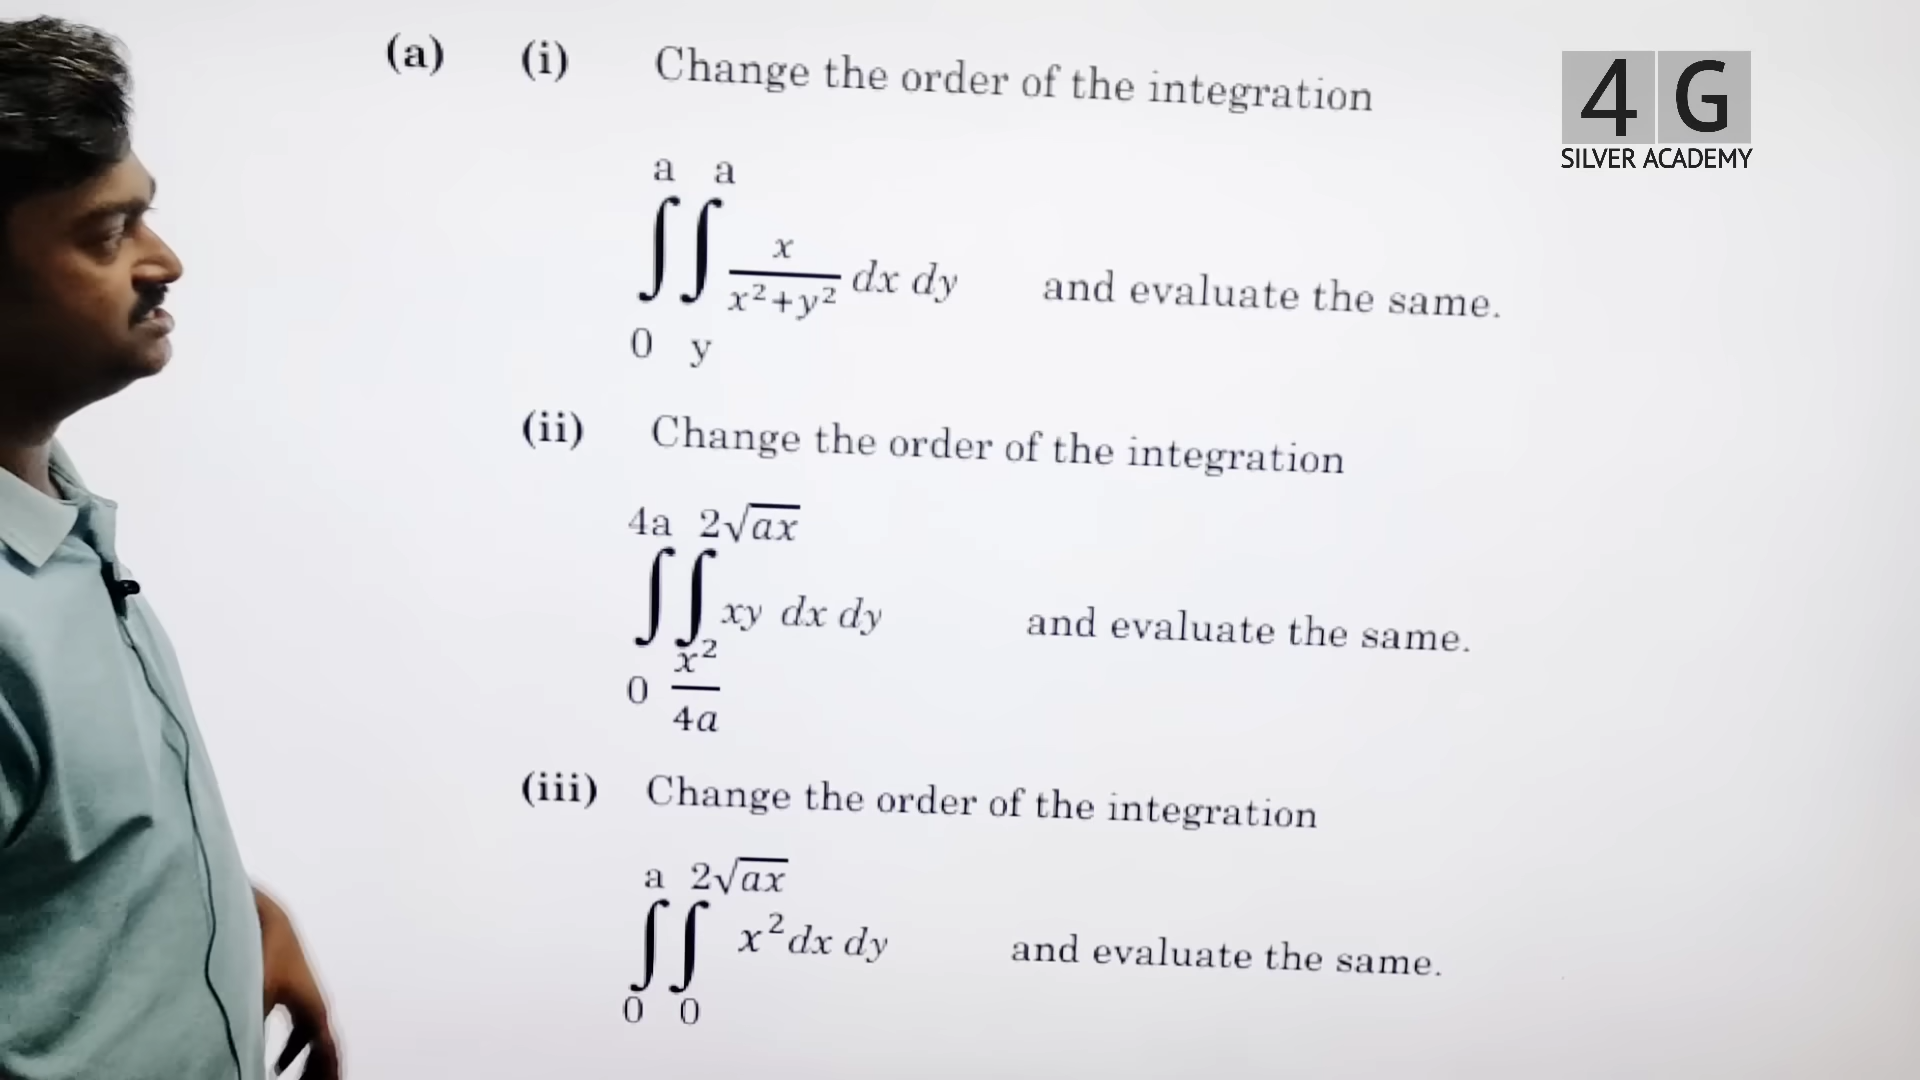 (a) (i) Change the order of the integration
4 G
SILVER ACADEMY
a a
∫∫ x/(x²+y²) dx dy and evaluate the same.
0 y
(ii) Change the order of the integration
4a 2√ax
∫∫ xy dx dy and evaluate the same.
0 x²/4a
(iii) Change the order of the integration
a 2√ax
∫∫ x² dx dy and evaluate the same.
0 0